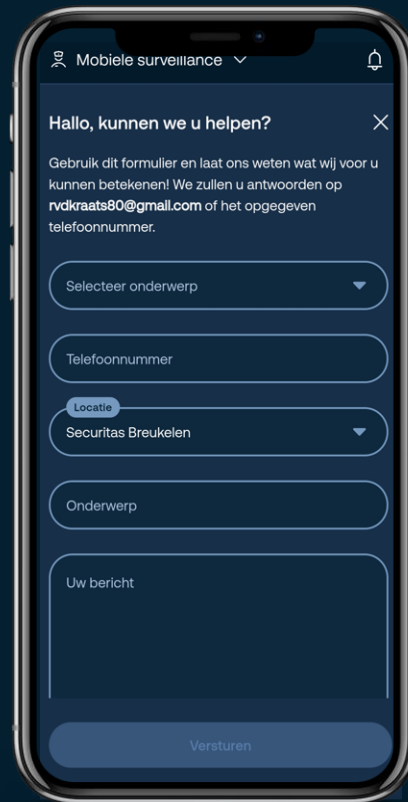 Mobiele surveillance
Hallo, kunnen we u helpen?
Gebruik dit formulier en laat ons weten wat wij voor u
kunnen betekenen! We zullen u antwoorden op
rvdkraats80@gmail.com of het opgegeven
telefoonnummer.
Selecteer onderwerp
Telefoonnummer
Locatie
Securitas Breukelen
Onderwerp
Uw bericht
Versturen